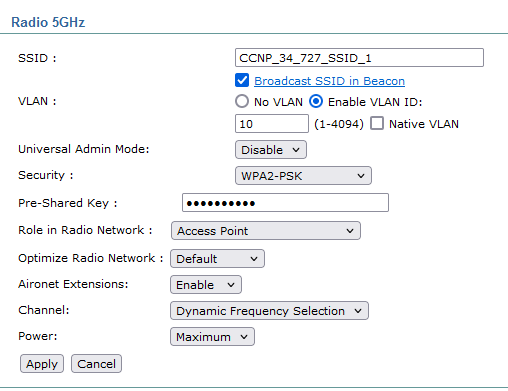 Radio 5GHz
SSID : CCNP_34_727_SSID_1
Broadcast SSID in Beacon
VLAN : No VLAN Enable VLAN ID:
10 (1-4094) Native VLAN
Universal Admin Mode: Disable
Security : WPA2-PSK
Pre-Shared Key : ••••••••••
Role in Radio Network : Access Point
Optimize Radio Network : Default
Aironet Extensions: Enable
Channel: Dynamic Frequency Selection
Power: Maximum
Apply Cancel